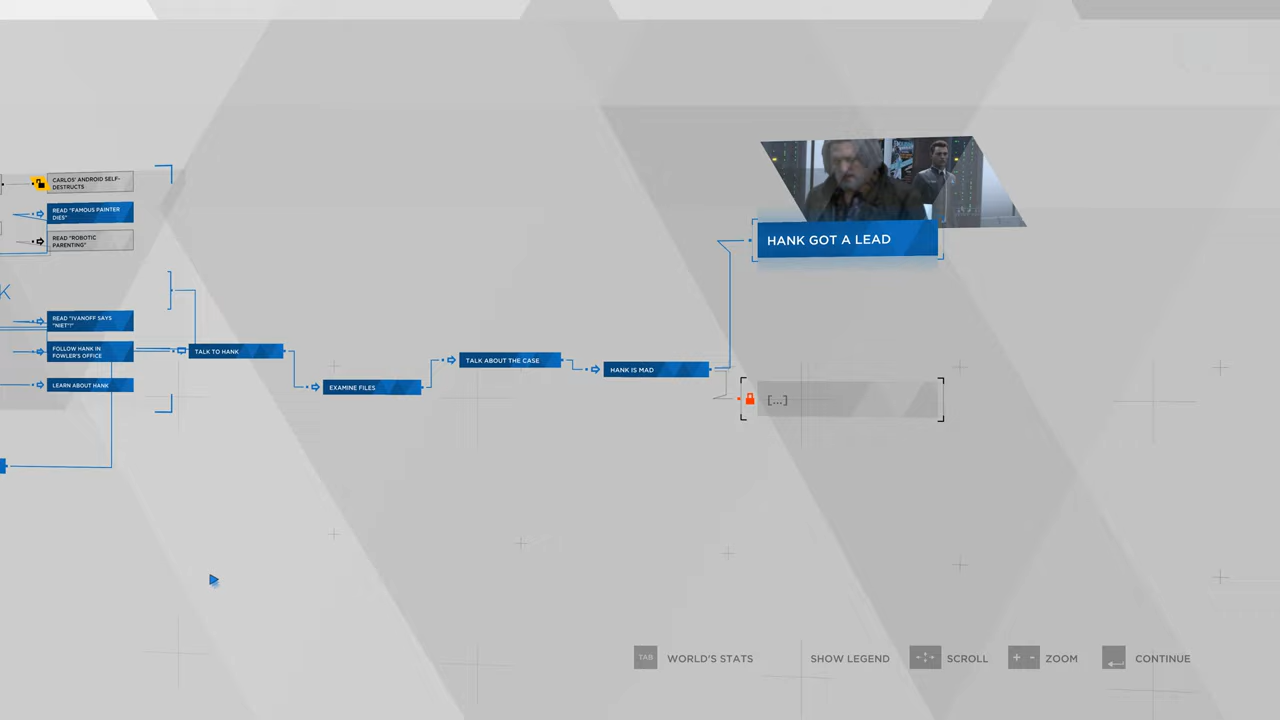 CARLOS' ANDROID SELF-
DESTRUCTS
READ "FAMOUS PAINTER
DIES"
READ "ROBOTIC
PARENTING"
K
READ "IVANOFF SAYS
"NIET"!"
FOLLOW HANK IN
FOWLER'S OFFICE
LEARN ABOUT HANK
TALK TO HANK
EXAMINE FILES
TALK ABOUT THE CASE
HANK IS MAD
HANK GOT A LEAD
[...]
TAB WORLD'S STATS SHOW LEGEND SCROLL + - ZOOM CONTINUE